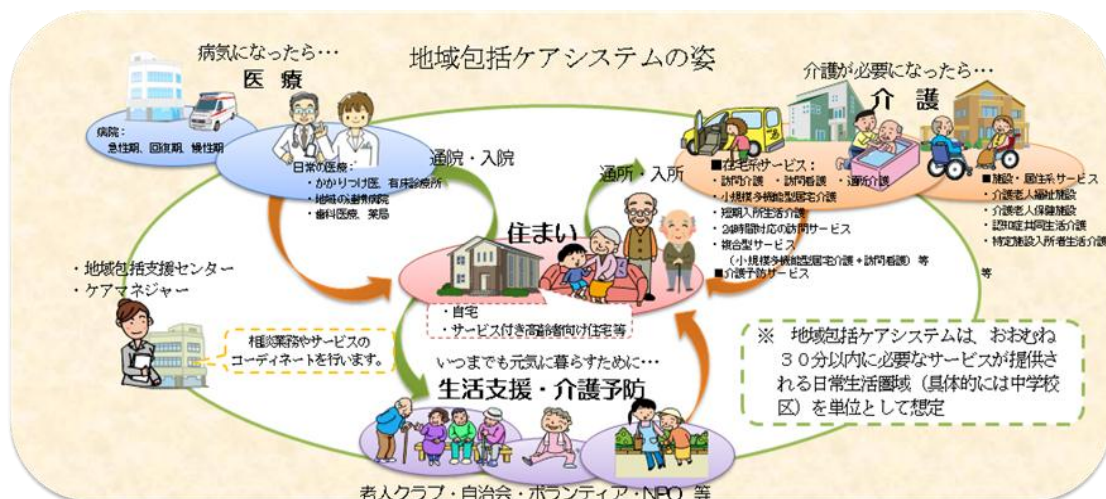 地域包括ケアシステムの姿
病気になったら･･･
医 療
病院：
急性期、回復期、慢性期
日常の医療：
・かかりつけ医、有床診療所
・地域の連携病院
・歯科医療、薬局
通院・入院
通所・入所
介護が必要になったら･･･
介 護
■在宅系サービス：
・訪問介護 ・訪問看護 ・通所介護
・小規模多機能型居宅介護
・短期入所生活介護
・24時間対応の訪問サービス
・複合型サービス
（小規模多機能型居宅介護＋訪問看護）等
■介護予防サービス
■施設・居住系サービス
・介護老人福祉施設
・介護老人保健施設
・認知症共同生活介護
・特定施設入所者生活介護
等
住まい
・自宅
・サービス付き高齢者向け住宅等
・地域包括支援センター
・ケアマネジャー
相談業務やサービスの
コーディネートを行います。
いつまでも元気に暮らすために･･･
生活支援・介護予防
老人クラブ・自治会・ボランティア・NPO 等
※ 地域包括ケアシステムは、おおむね
３０分以内に必要なサービスが提供
される日常生活圏域（具体的には中学校
区）を単位として想定